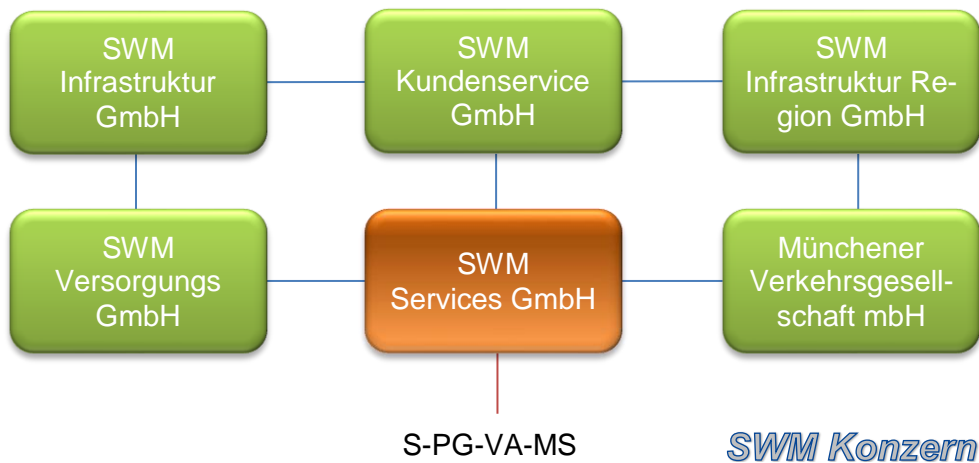 SWM
Infrastruktur
GmbH
SWM
Kundenservice
GmbH
SWM
Infrastruktur Re-
gion GmbH
SWM
Versorgungs
GmbH
SWM
Services GmbH
Münchener
Verkehrsgesell-
schaft mbH
S-PG-VA-MS
SWM Konzern